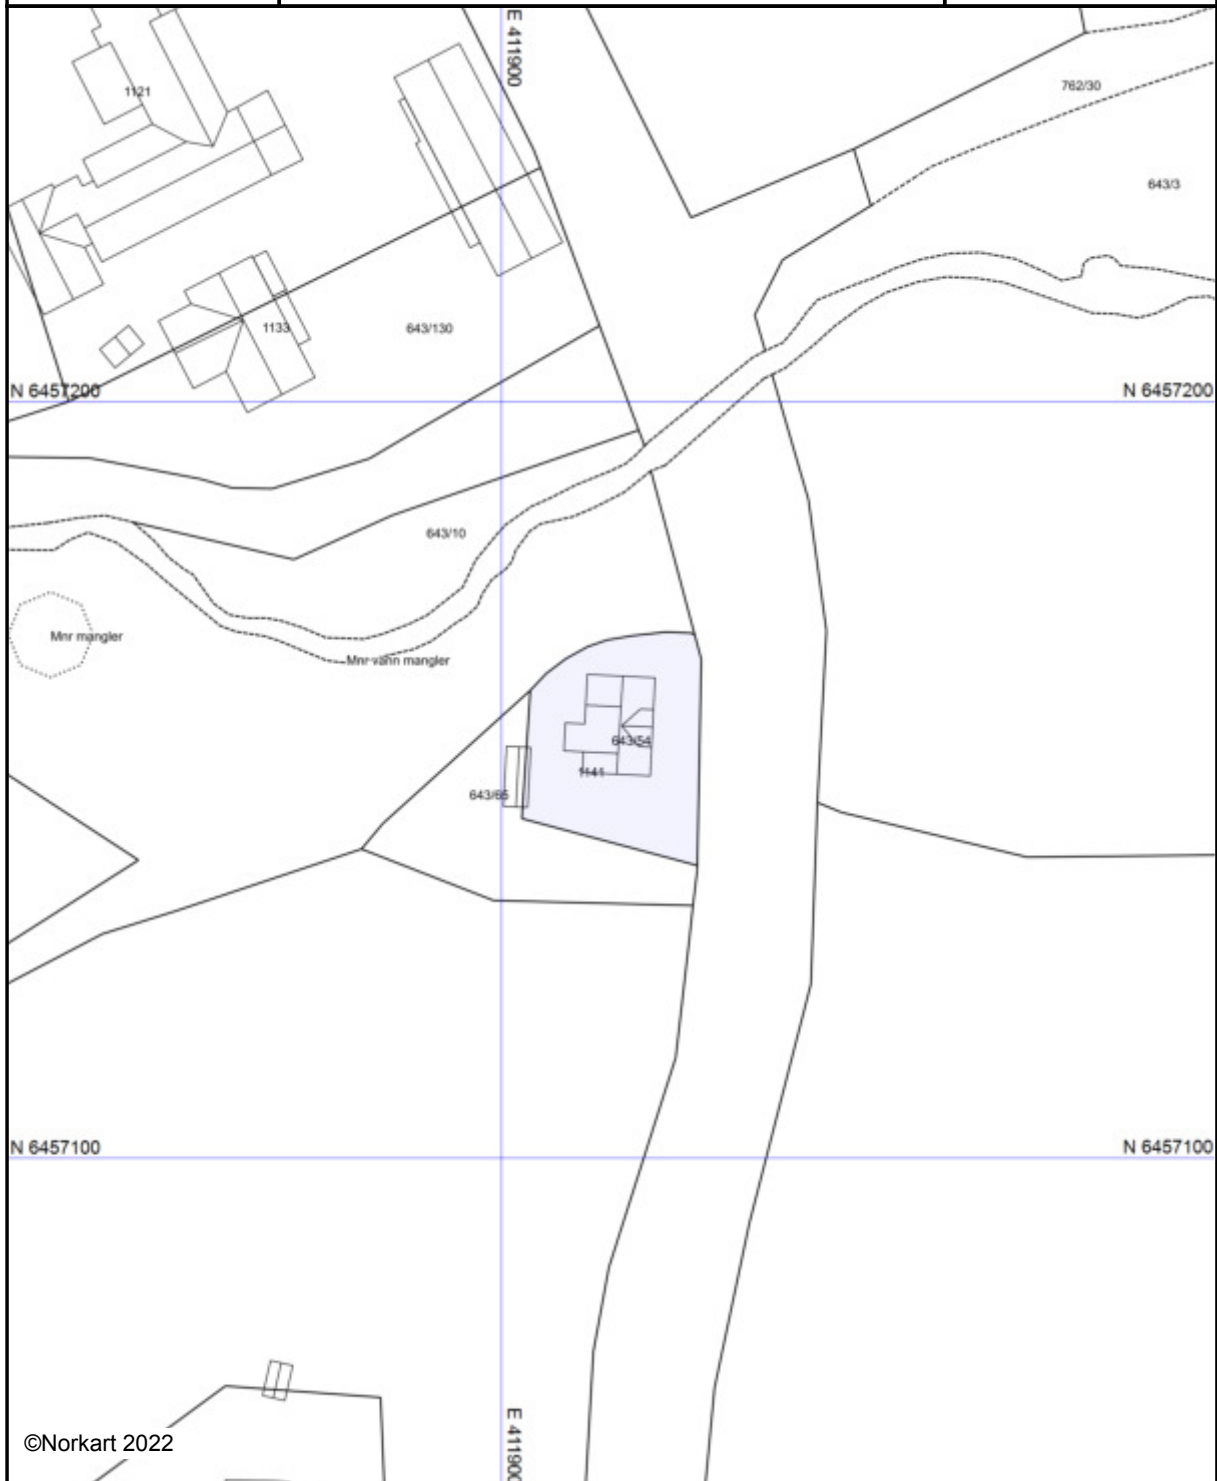 E 411900
1121
762/30
643/3
1133
643/130
N 6457200
N 6457200
643/10
Mnr mangler
Mnr vann mangler
643/54
1141
643/65
N 6457100
N 6457100
E 411900
©Norkart 2022